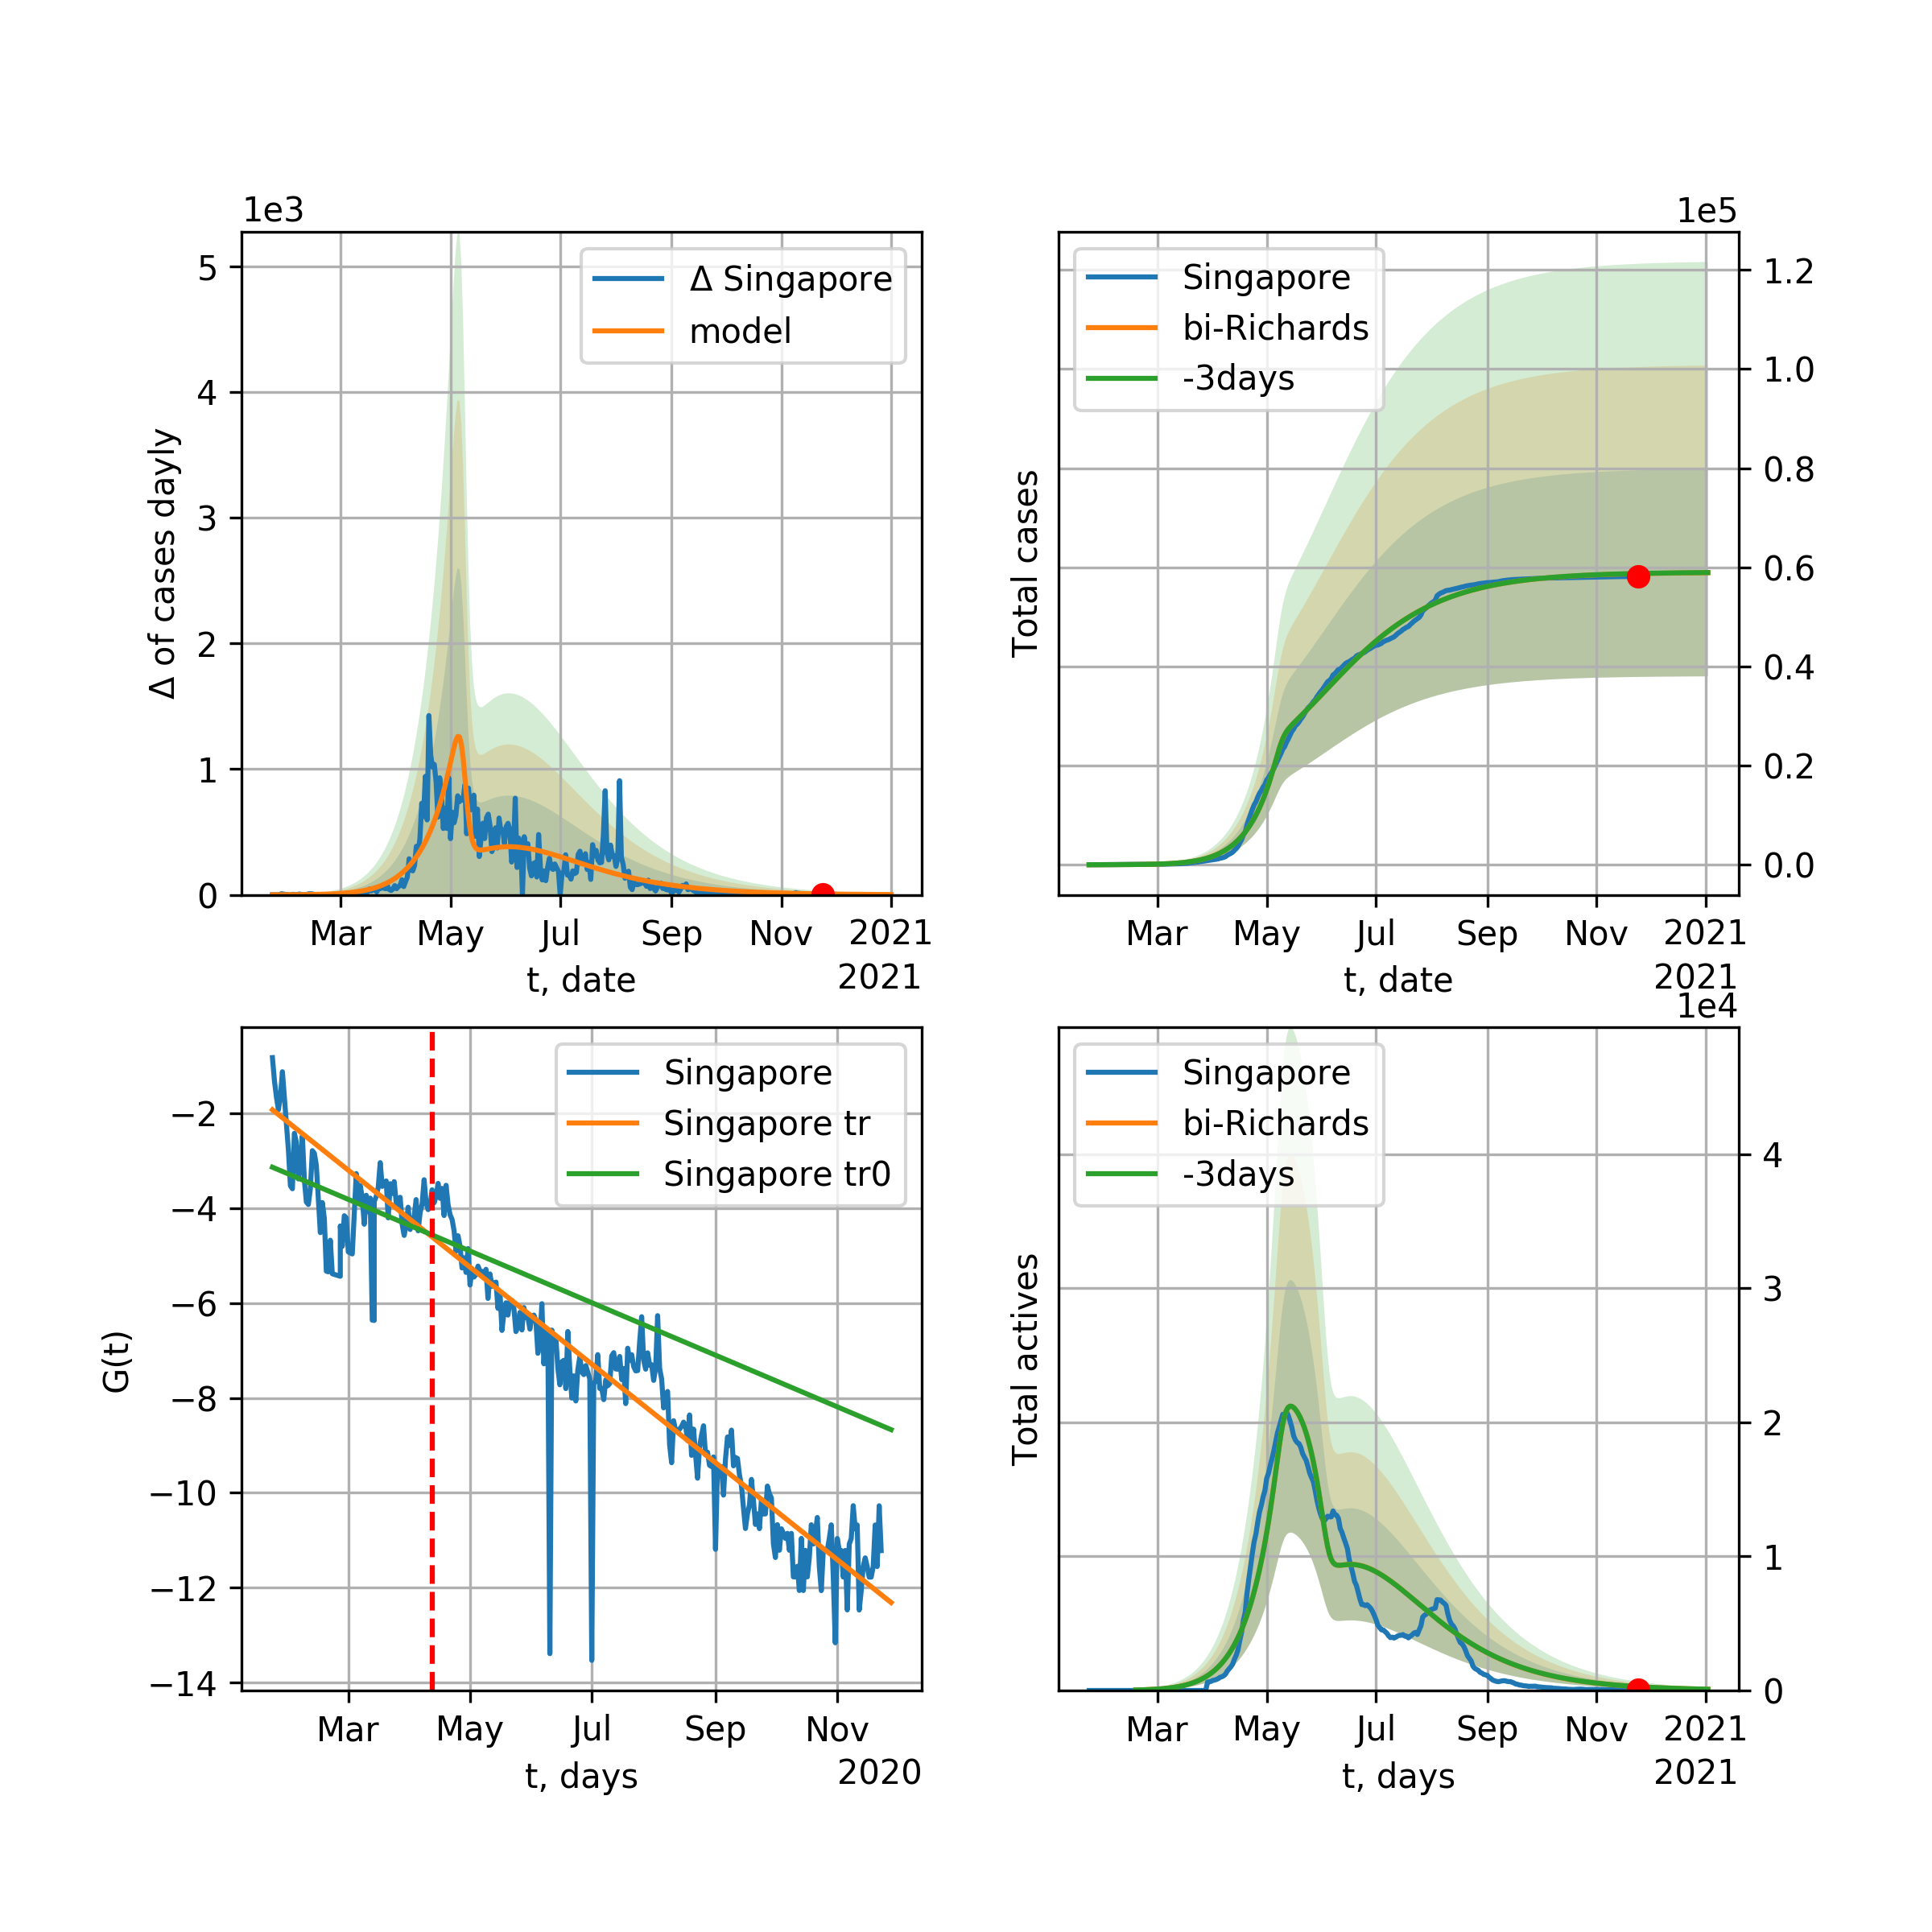 1e3
Δ of cases dayly
5
4
3
2
1
0
Δ Singapore
model
Mar May Jul Sep Nov 2021
t, date
2021
1e5
Total cases
Singapore
bi-Richards
-3days
1.2
1.0
0.8
0.6
0.4
0.2
0.0
Mar May Jul Sep Nov 2021
t, date
2021
G(t)
−2
−4
−6
−8
−10
−12
−14
Singapore
Singapore tr
Singapore tr0
Mar May Jul Sep Nov
t, days
2020
1e4
Total actives
Singapore
bi-Richards
-3days
4
3
2
1
0
Mar May Jul Sep Nov 2021
t, days
2021